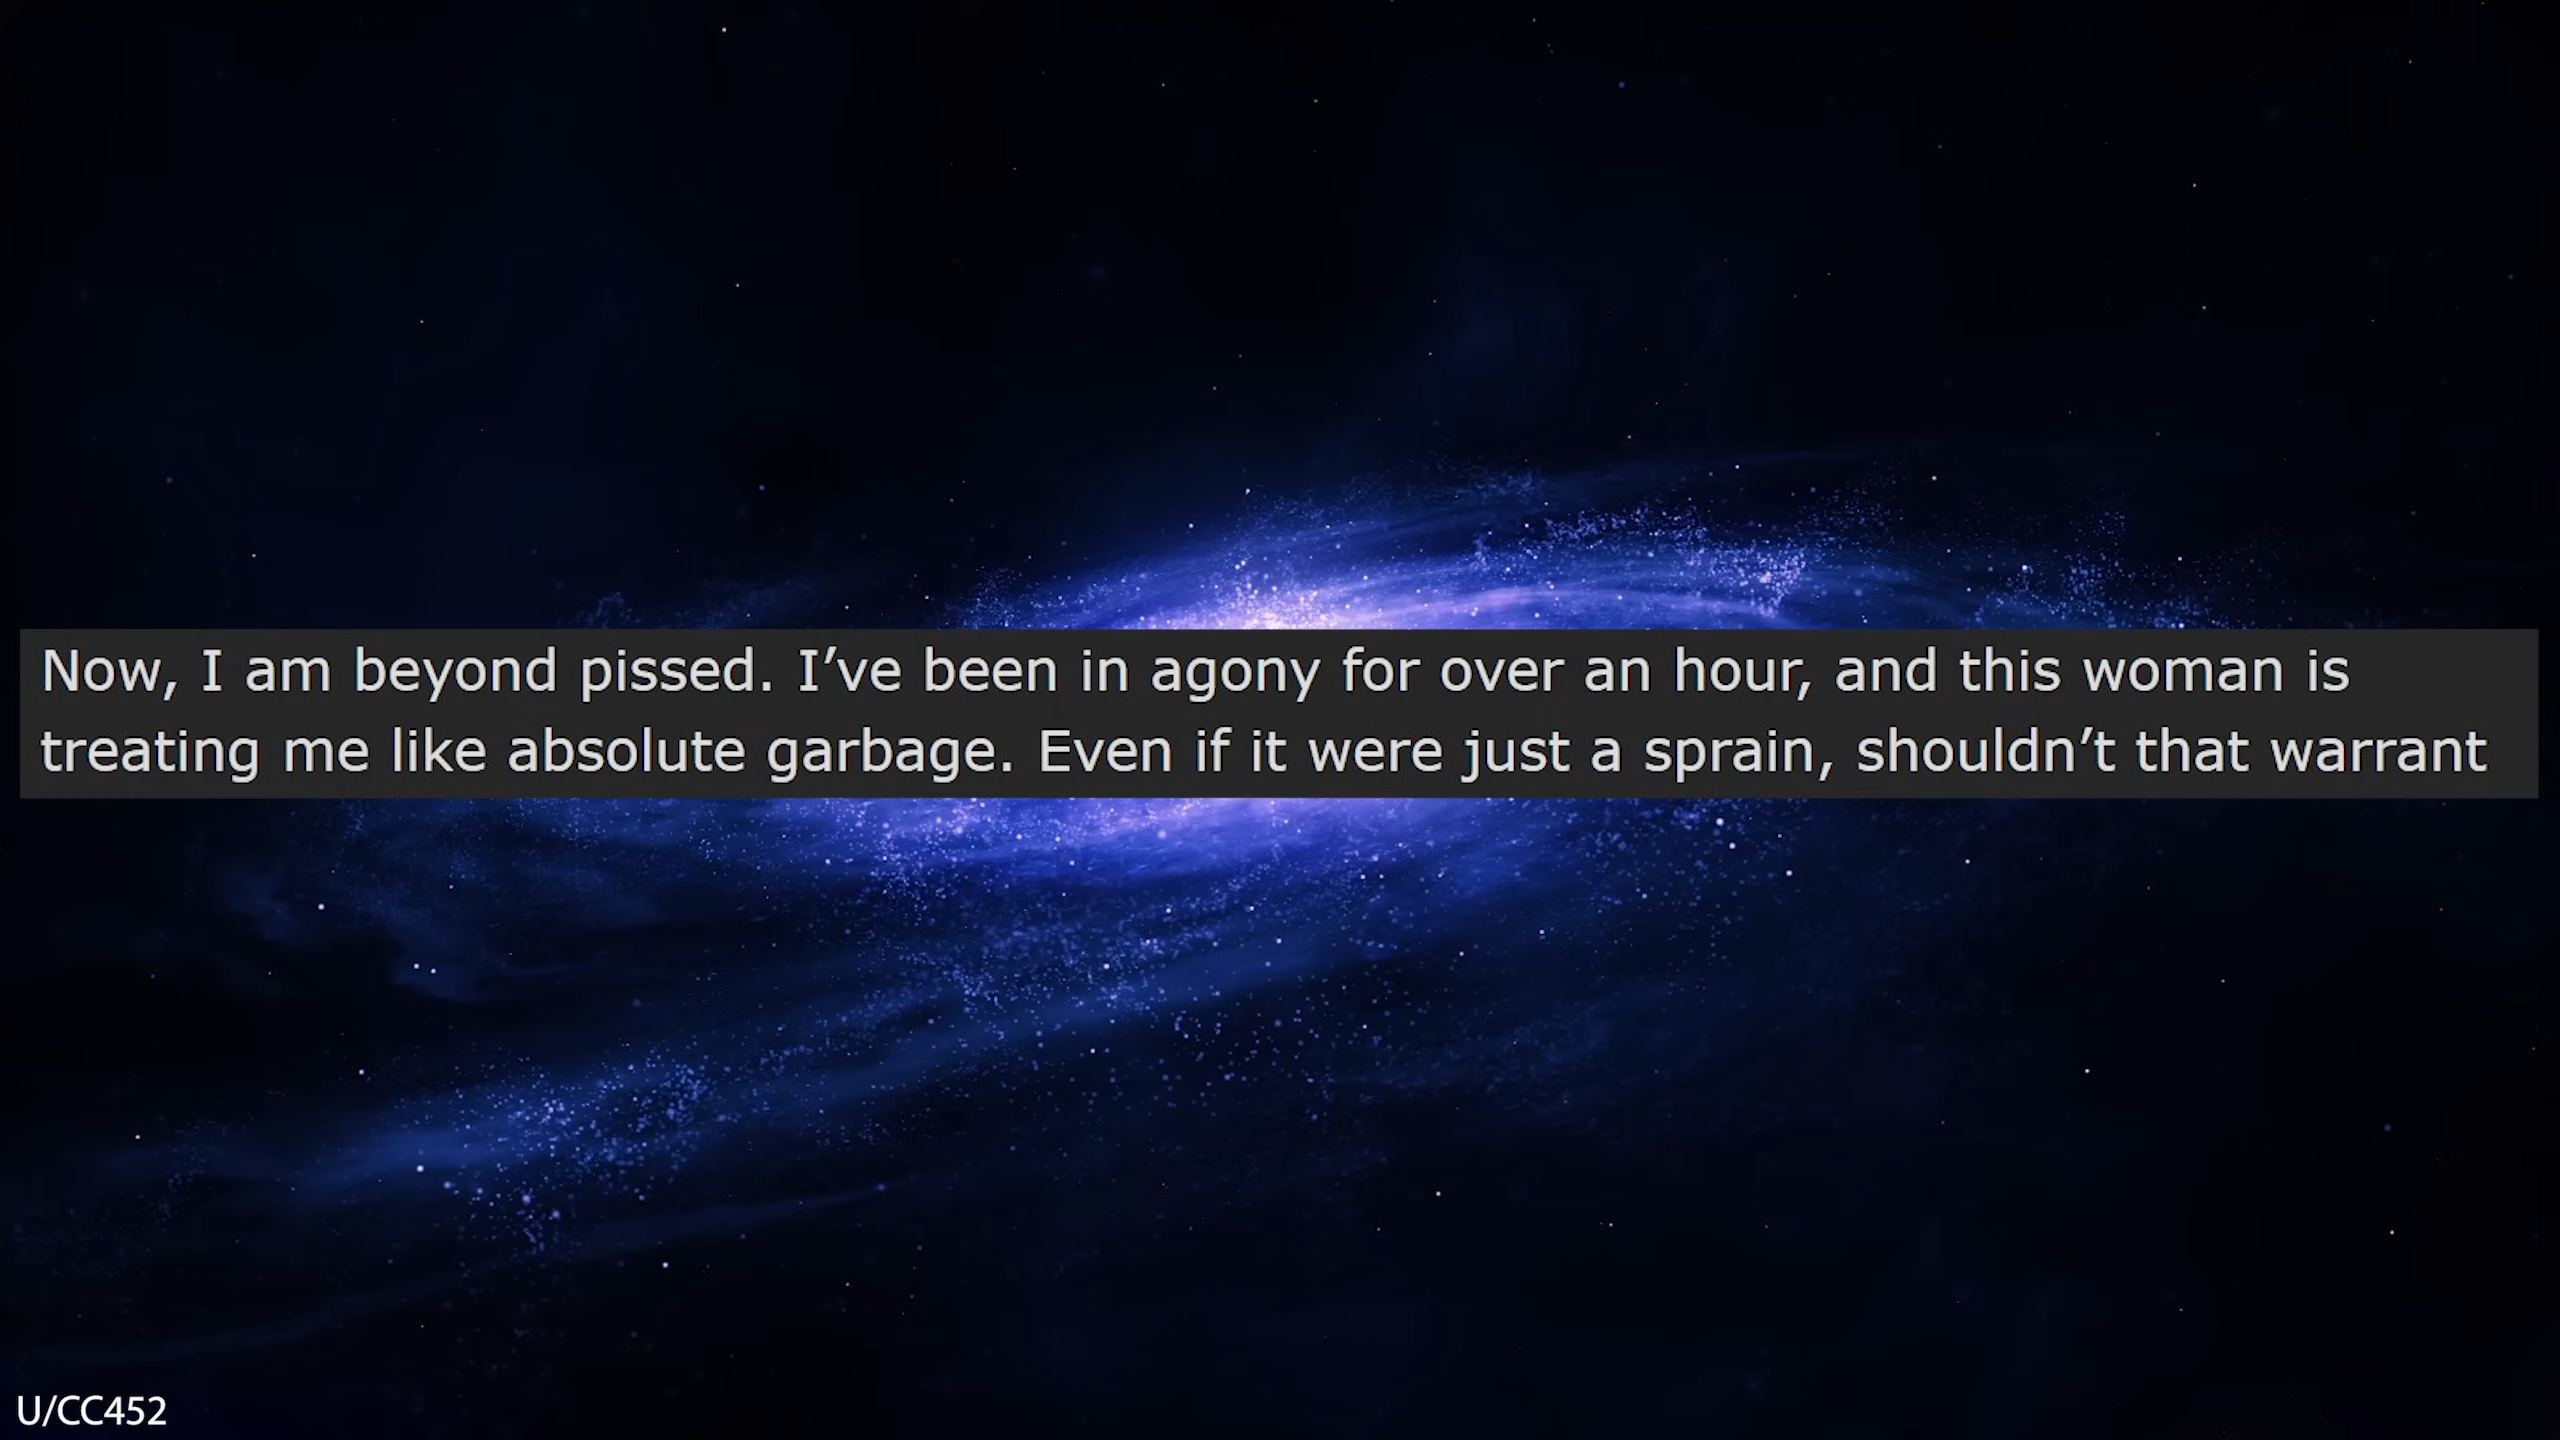 Now, I am beyond pissed. I’ve been in agony for over an hour, and this woman is
treating me like absolute garbage. Even if it were just a sprain, shouldn’t that warrant
U/CC452